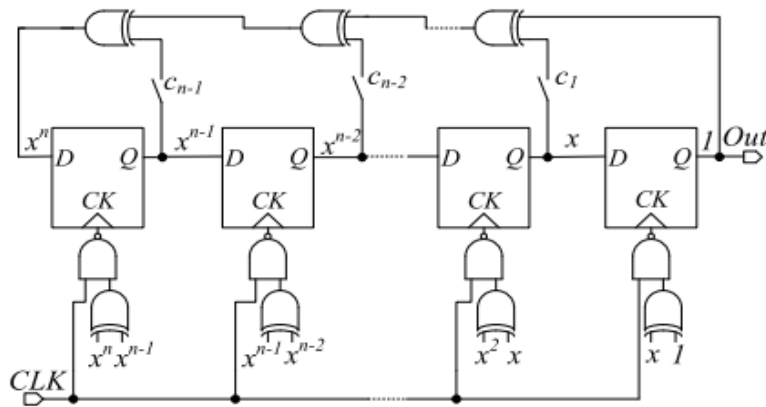 c_{n-1} c_{n-2} c_1
x^n D Q x^{n-1} D Q x^{n-2} D Q x D Q 1 Out
CK CK CK CK
x^n x^{n-1} x^{n-1} x^{n-2} x^2 x x 1
CLK